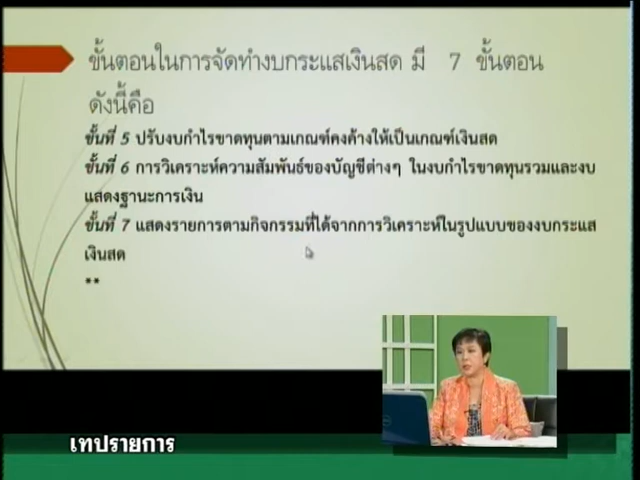 ขั้นตอนในการจัดทำงบกระแสเงินสด มี 7 ขั้นตอน
ดังนี้คือ
ขั้นที่ 5 ปรับงบกำไรขาดทุนตามเกณฑ์คงค้างให้เป็นเกณฑ์เงินสด
ขั้นที่ 6 การวิเคราะห์ความสัมพันธ์ของบัญชีต่างๆ ในงบกำไรขาดทุนรวมและงบ
แสดงฐานะการเงิน
ขั้นที่ 7 แสดงรายการตามกิจกรรมที่ได้จากการวิเคราะห์ในรูปแบบของงบกระแส
เงินสด
**
เทปรายการ